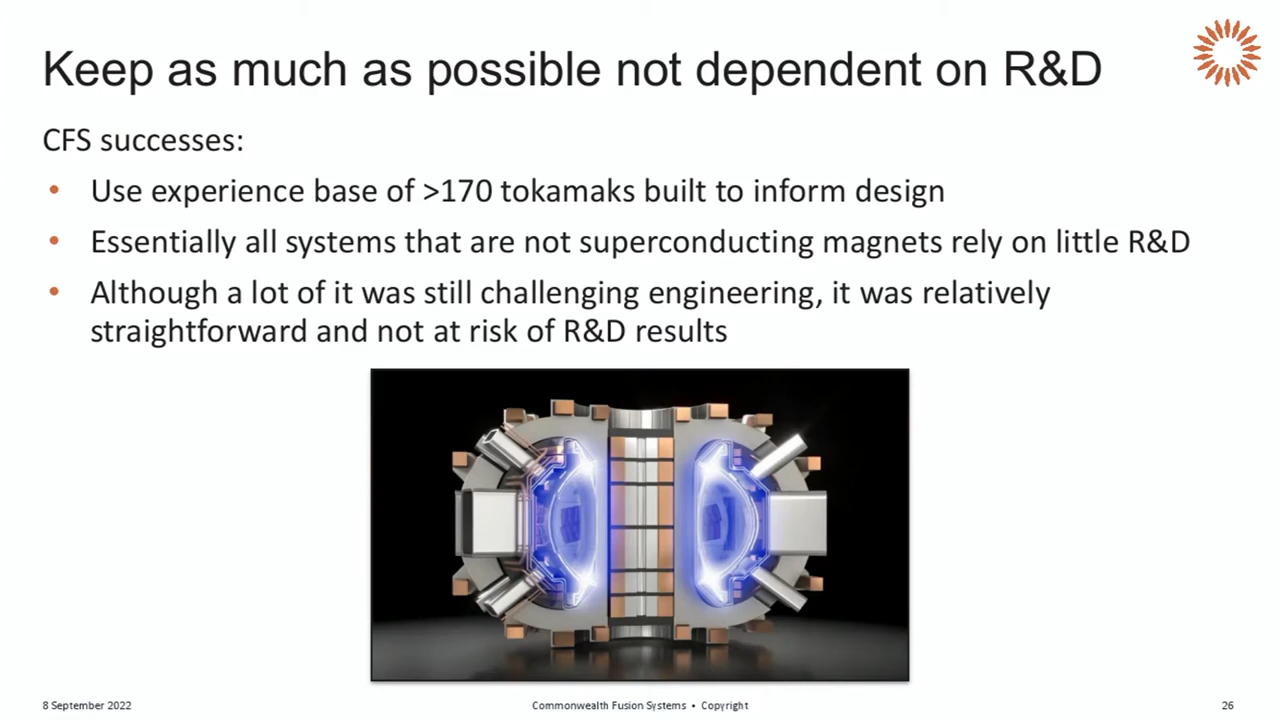 Keep as much as possible not dependent on R&D
CFS successes:
• Use experience base of >170 tokamaks built to inform design
• Essentially all systems that are not superconducting magnets rely on little R&D
• Although a lot of it was still challenging engineering, it was relatively
straightforward and not at risk of R&D results
8 September 2022
Commonwealth Fusion Systems • Copyright
26